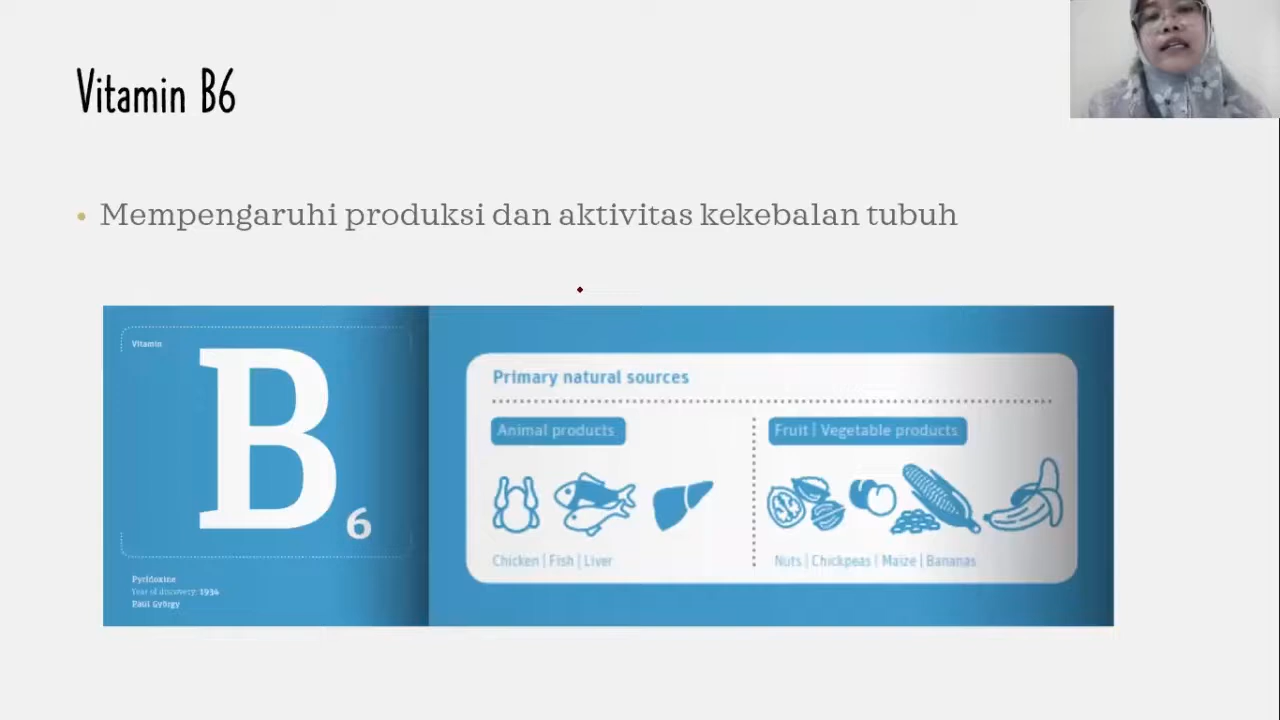 Vitamin B6
• Mempengaruhi produksi dan aktivitas kekebalan tubuh
Vitamin
B6
Pyridoxine
Year of discovery: 1934
Paul György
Primary natural sources
Animal products
Chicken | Fish | Liver
Fruit | Vegetable products
Nuts | Chickpeas | Maize | Bananas